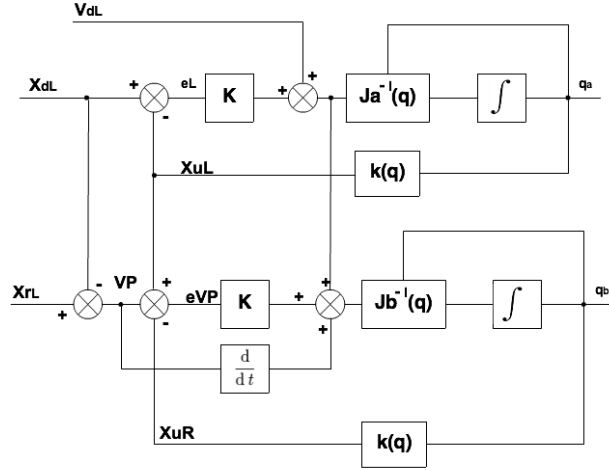 VdL
XdL + - eL K + + Ja⁻¹(q) ∫ qa
XuL k(q)
XrL + - VP + - eVP K + + + Jb⁻¹(q) ∫ qb
d
dt
XuR k(q)